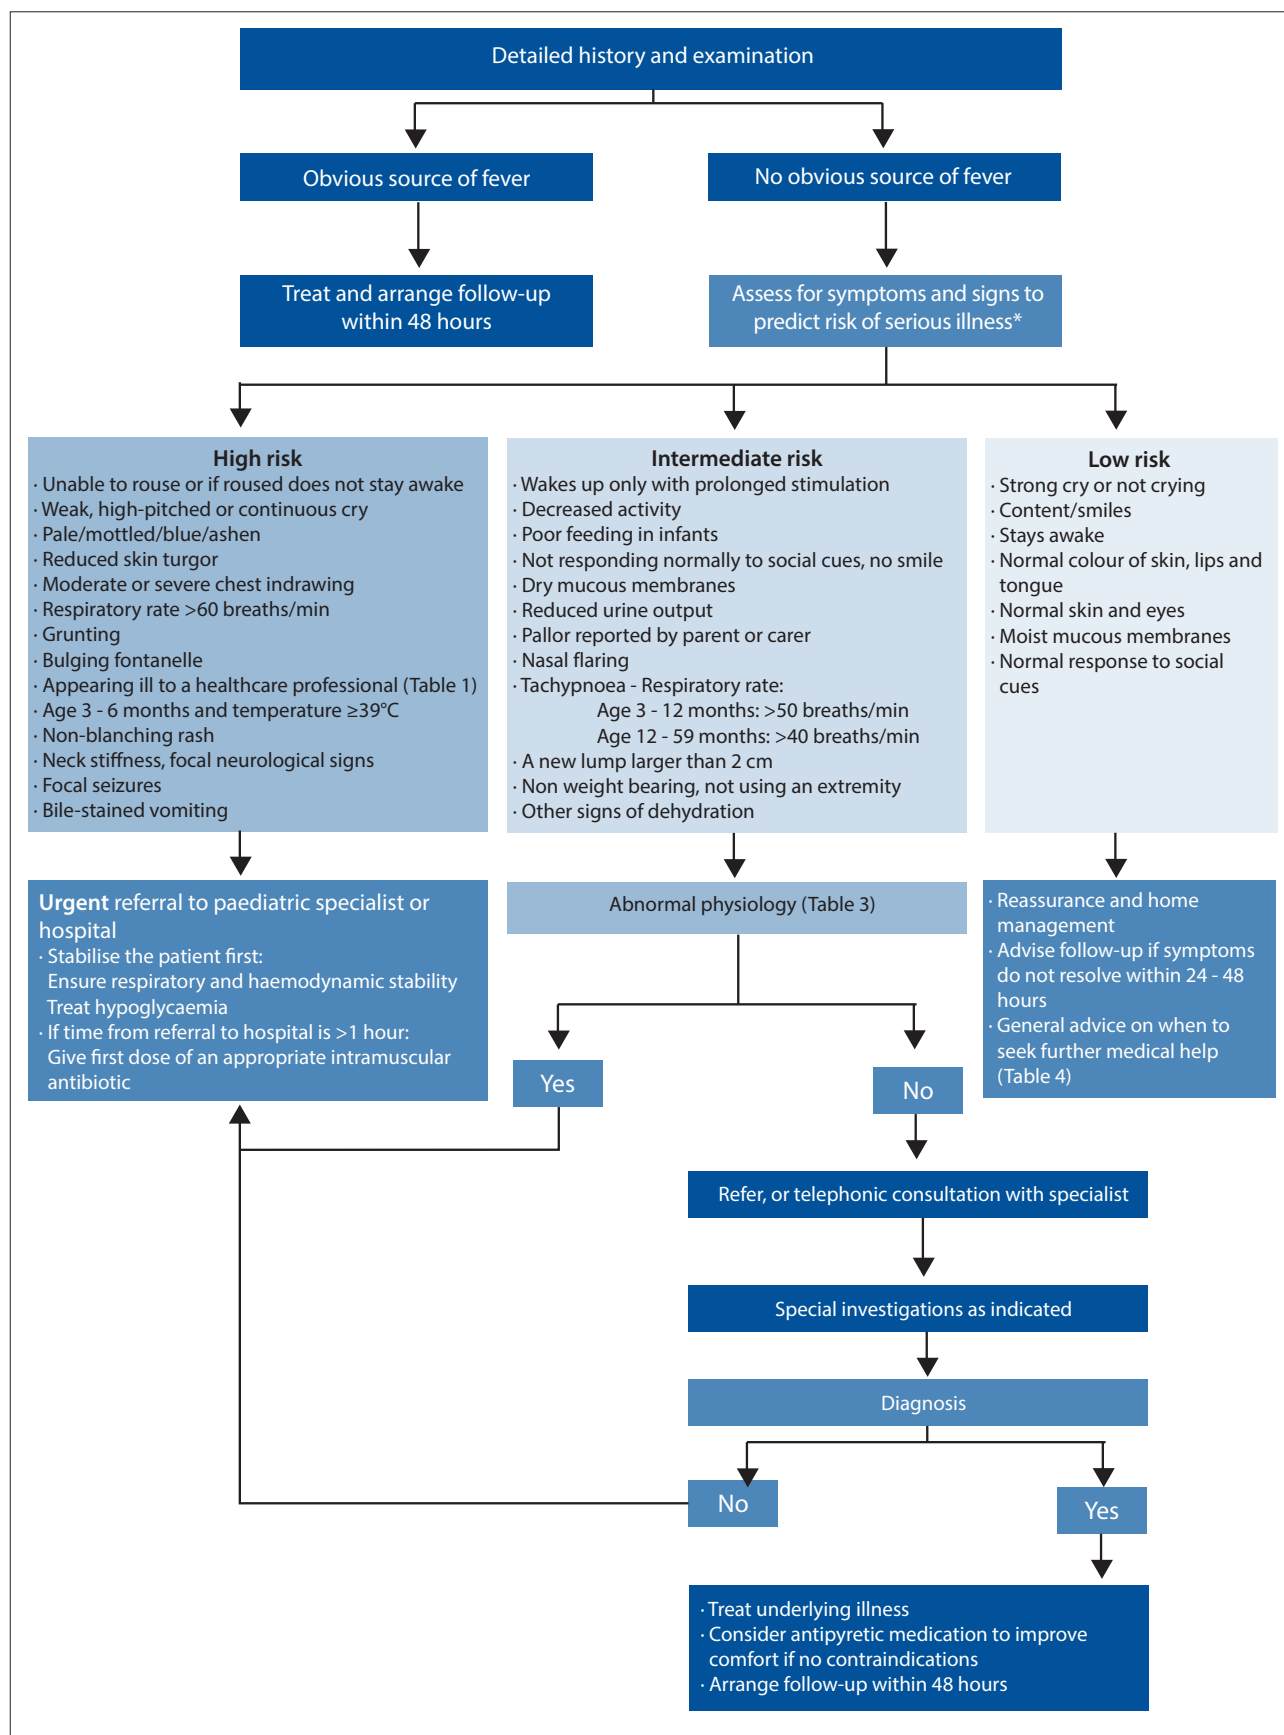 Detailed history and examination
Obvious source of fever
No obvious source of fever
Treat and arrange follow-up
within 48 hours
Assess for symptoms and signs to
predict risk of serious illness*
High risk
· Unable to rouse or if roused does not stay awake
· Weak, high-pitched or continuous cry
· Pale/mottled/blue/ashen
· Reduced skin turgor
· Moderate or severe chest indrawing
· Respiratory rate >60 breaths/min
· Grunting
· Bulging fontanelle
· Appearing ill to a healthcare professional (Table 1)
· Age 3 - 6 months and temperature ≥39°C
· Non-blanching rash
· Neck stiffness, focal neurological signs
· Focal seizures
· Bile-stained vomiting
Intermediate risk
· Wakes up only with prolonged stimulation
· Decreased activity
· Poor feeding in infants
· Not responding normally to social cues, no smile
· Dry mucous membranes
· Reduced urine output
· Pallor reported by parent or carer
· Nasal flaring
· Tachypnoea - Respiratory rate:
Age 3 - 12 months: >50 breaths/min
Age 12 - 59 months: >40 breaths/min
· A new lump larger than 2 cm
· Non weight bearing, not using an extremity
· Other signs of dehydration
Low risk
· Strong cry or not crying
· Content/smiles
· Stays awake
· Normal colour of skin, lips and
tongue
· Normal skin and eyes
· Moist mucous membranes
· Normal response to social
cues
Urgent referral to paediatric specialist or
hospital
· Stabilise the patient first:
Ensure respiratory and haemodynamic stability
Treat hypoglycaemia
· If time from referral to hospital is >1 hour:
Give first dose of an appropriate intramuscular
antibiotic
Abnormal physiology (Table 3)
· Reassurance and home
management
· Advise follow-up if symptoms
do not resolve within 24 - 48
hours
· General advice on when to
seek further medical help
(Table 4)
Yes
No
Refer, or telephonic consultation with specialist
Special investigations as indicated
Diagnosis
No
Yes
· Treat underlying illness
· Consider antipyretic medication to improve
comfort if no contraindications
· Arrange follow-up within 48 hours